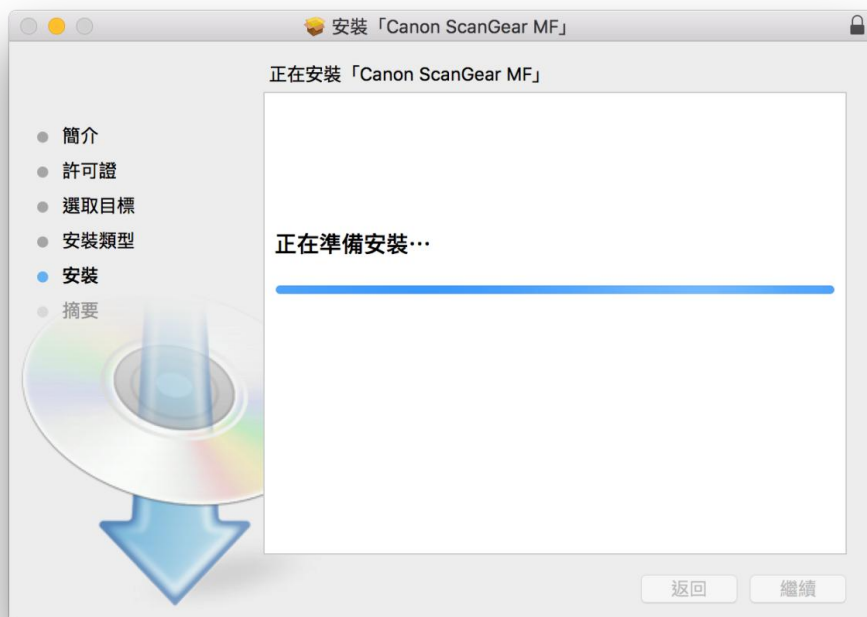 安裝「Canon ScanGear MF」
正在安裝「Canon ScanGear MF」
簡介
許可證
選取目標
安裝類型
安裝
摘要
正在準備安裝⋯
返回
繼續